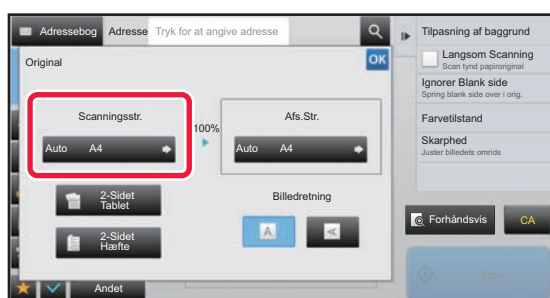 Adressebog Adresse Tryk for at angive adresse
Original
OK
Scanningsstr.
Auto A4
100%
Afs.Str.
Auto A4
2-Sidet
Tablet
2-Sidet
Hæfte
Billedretning
A
A
Andet
Tilpasning af baggrund
Langsom Scanning
Scan tynd papiroriginal
Ignorer Blank side
Spring blank side over i orig.
Farvetilstand
Skarphed
Juster billedets omrids
Forhåndsvis
CA
Start